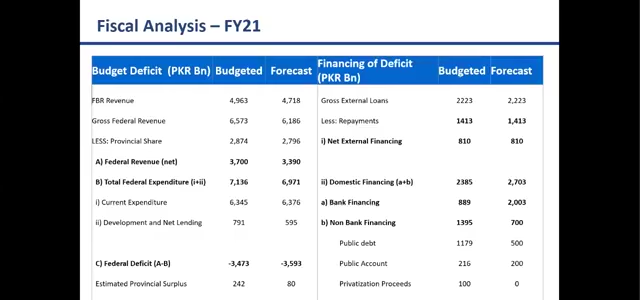 Fiscal Analysis – FY21
Budget Deficit (PKR Bn) Budgeted Forecast Financing of Deficit (PKR Bn) Budgeted Forecast
FBR Revenue 4,963 4,718 Gross External Loans 2223 2,223
Gross Federal Revenue 6,573 6,186 Less: Repayments 1413 1,413
LESS: Provincial Share 2,874 2,796 i) Net External Financing 810 810
A) Federal Revenue (net) 3,700 3,390
B) Total Federal Expenditure (i+ii) 7,136 6,971 ii) Domestic Financing (a+b) 2385 2,703
i) Current Expenditure 6,345 6,376 a) Bank Financing 889 2,003
ii) Development and Net Lending 791 595 b) Non Bank Financing 1395 700
Public debt 1179 500
C) Federal Deficit (A-B) -3,473 -3,593 Public Account 216 200
Estimated Provincial Surplus 242 80 Privatization Proceeds 100 0